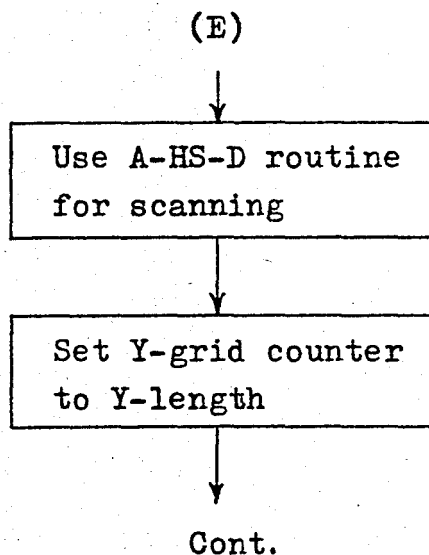 (E)
Use A-HS-D routine
for scanning
Set Y-grid counter
to Y-length
Cont.